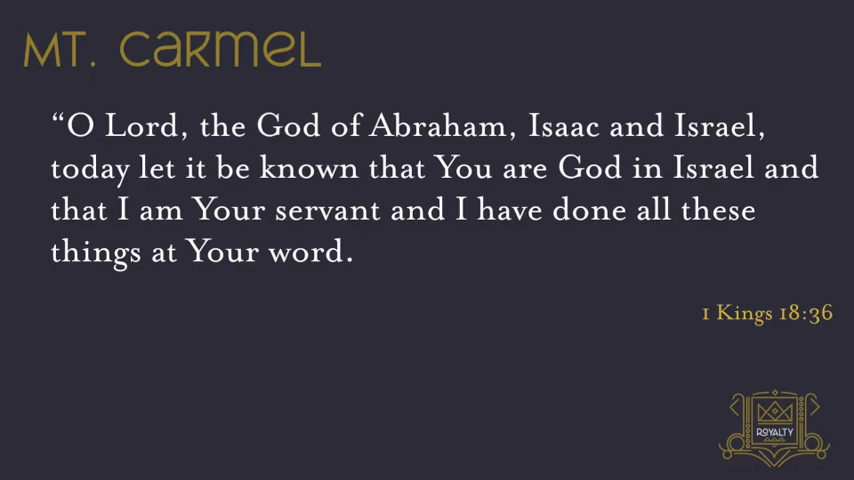 MT. CARMEL
“O Lord, the God of Abraham, Isaac and Israel,
today let it be known that You are God in Israel and
that I am Your servant and I have done all these
things at Your word.
1 Kings 18:36
ROYALTY